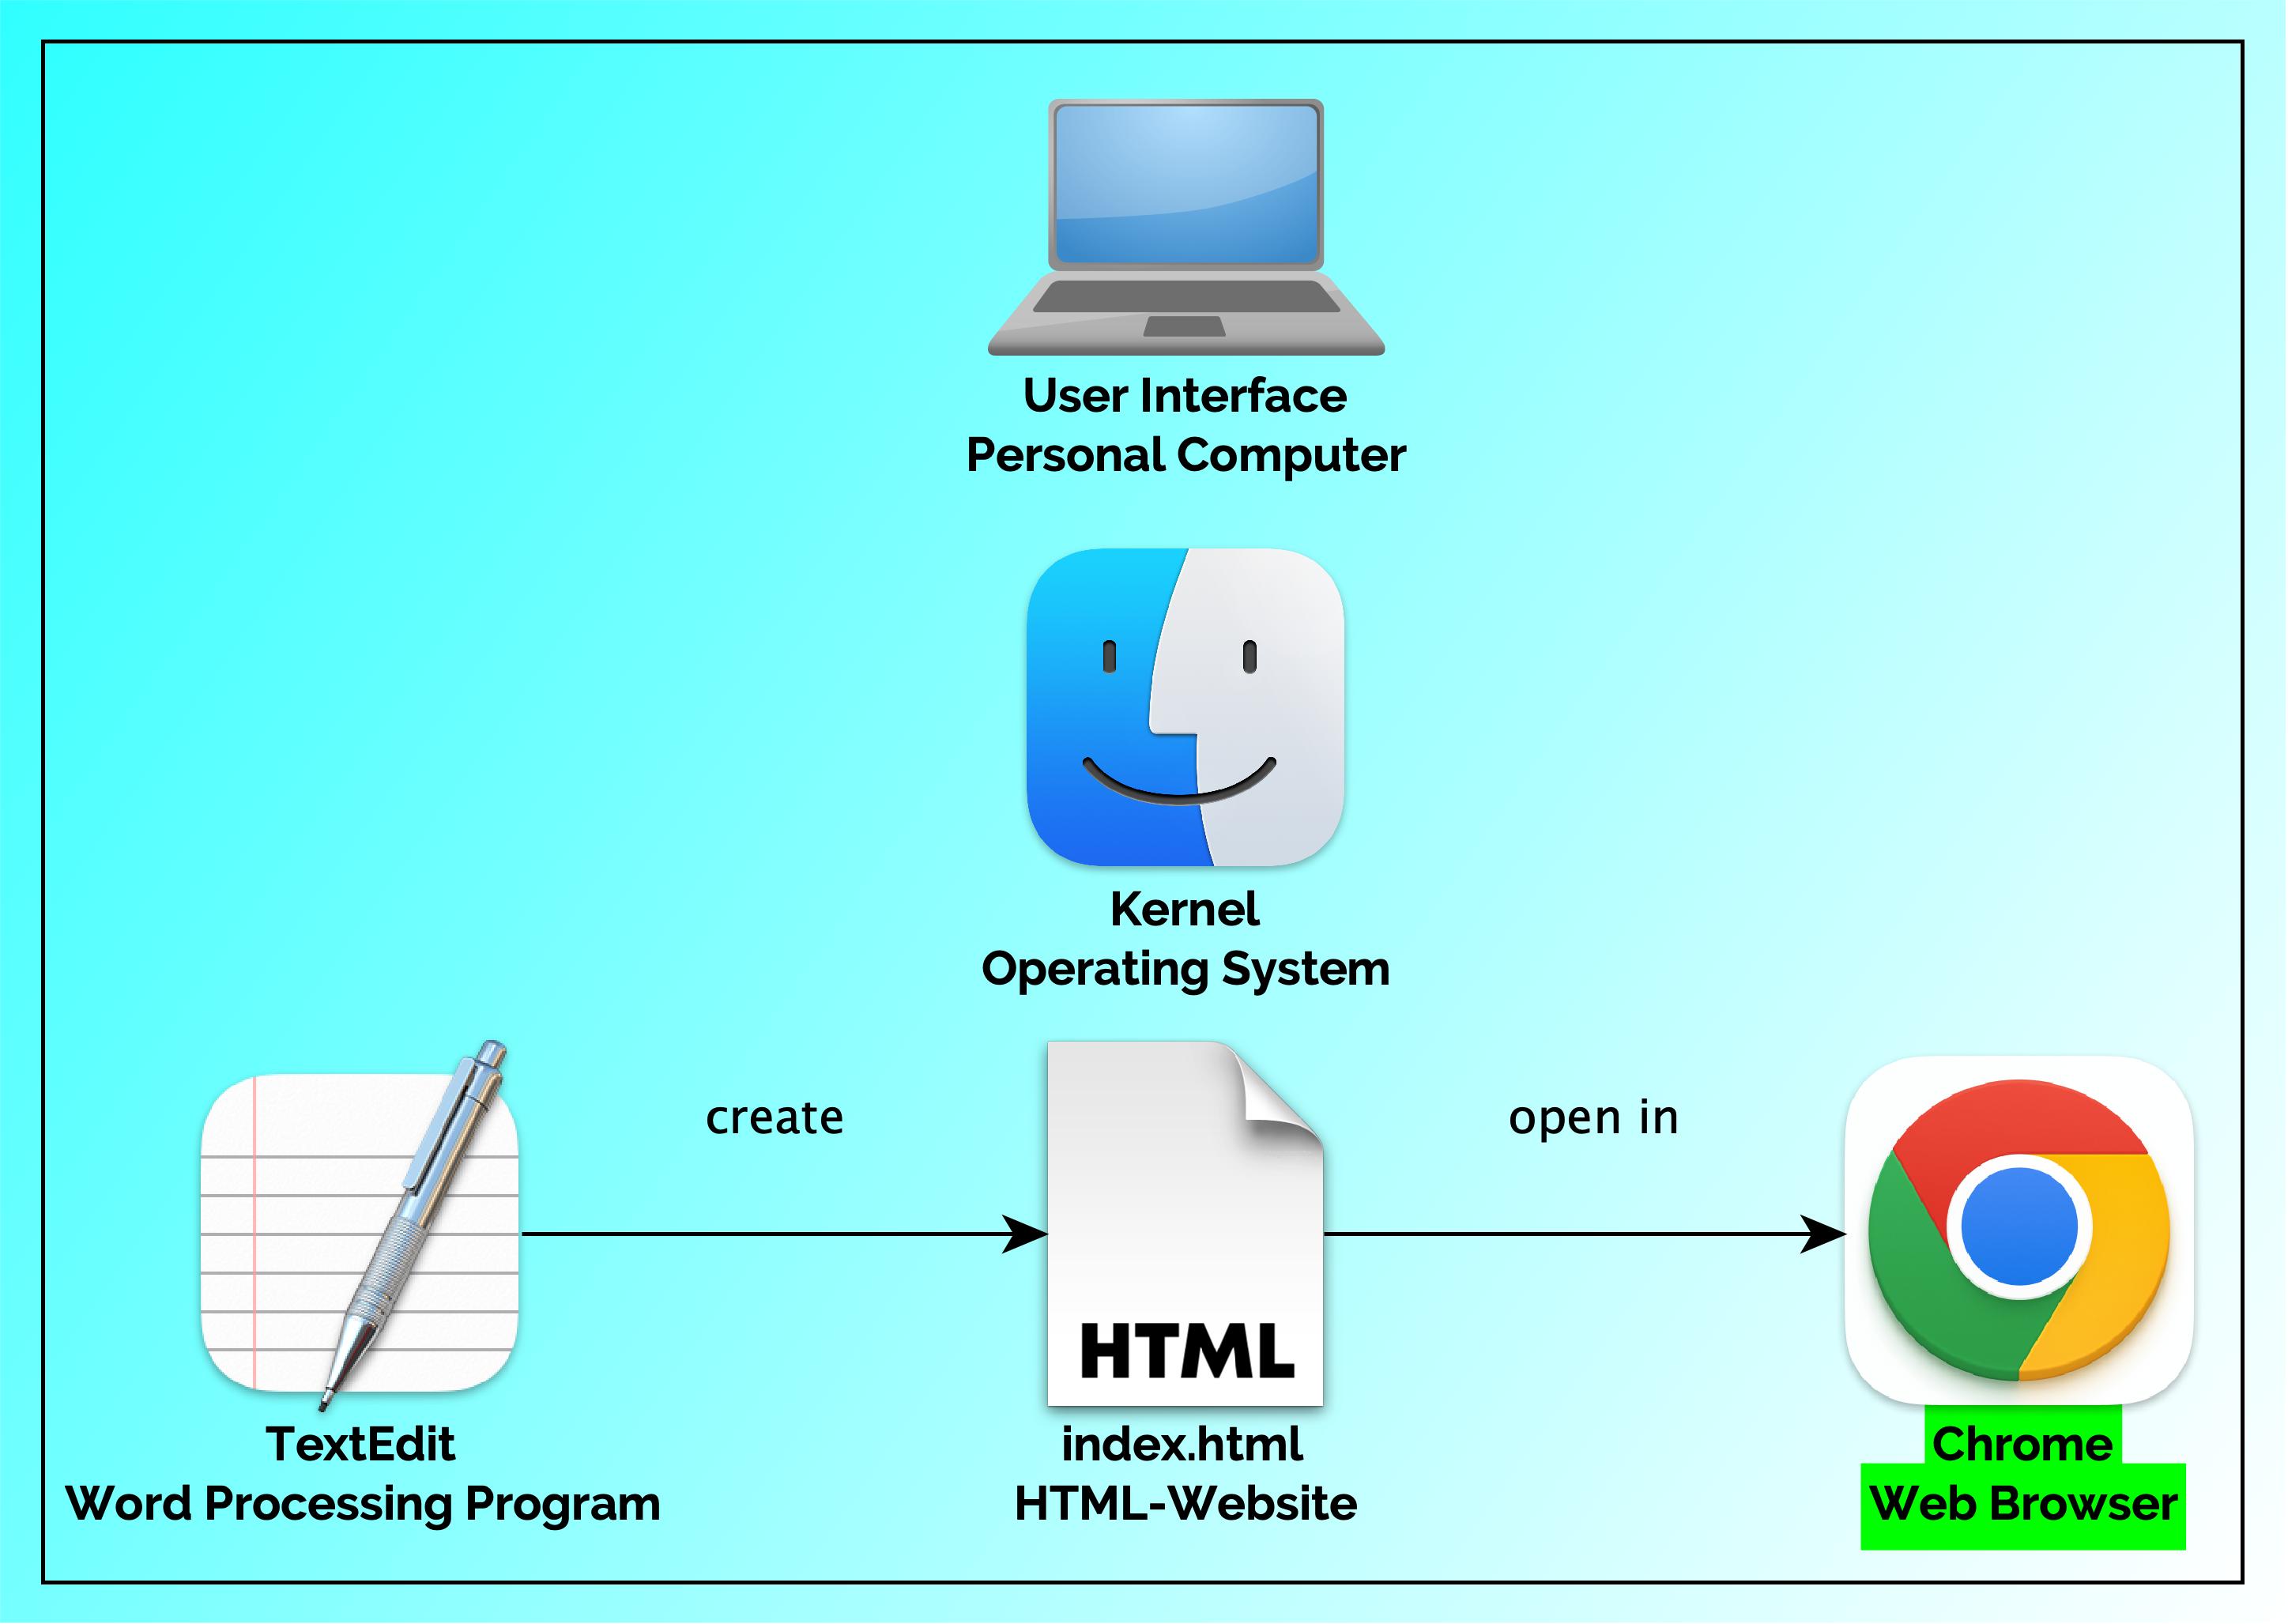 User Interface
Personal Computer
Kernel
Operating System
create
open in
HTML
TextEdit
Word Processing Program
index.html
HTML-Website
Chrome
Web Browser